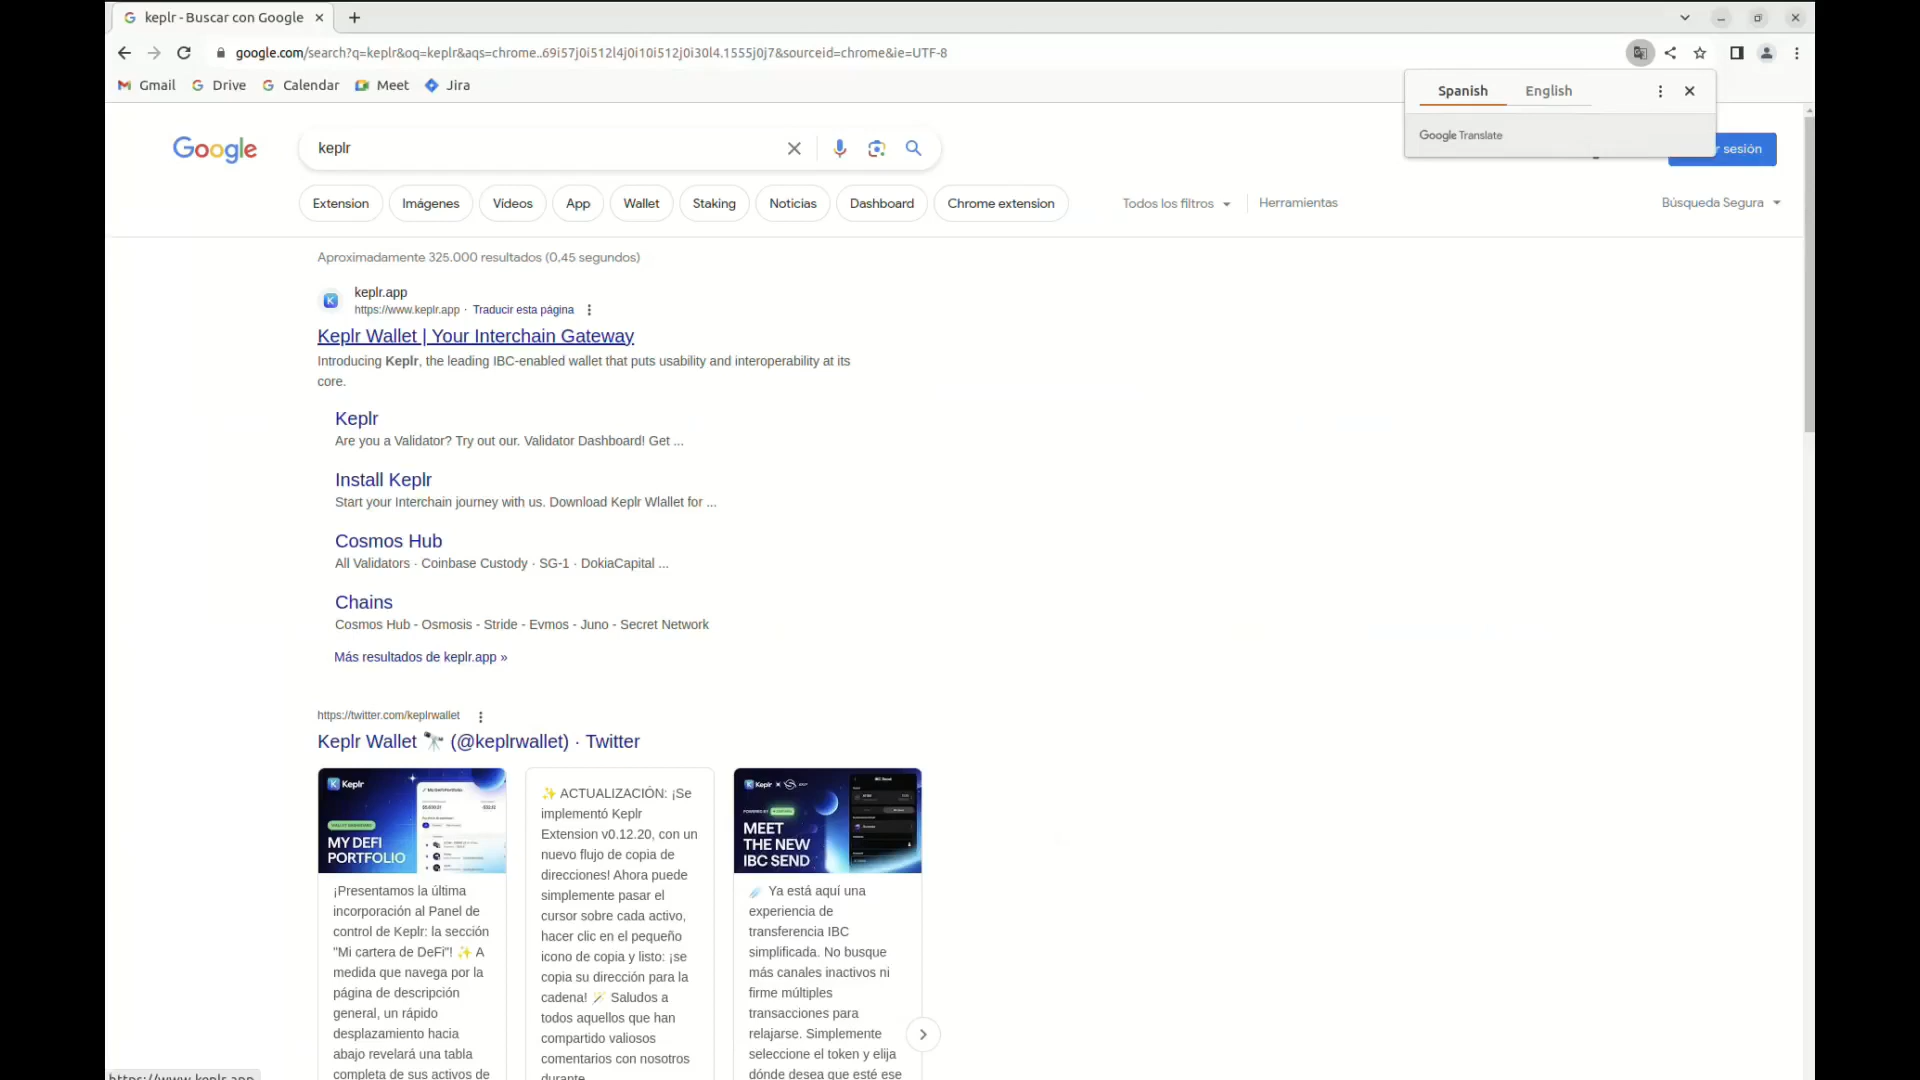 keplr - Buscar con Google
google.com/search?q=keplr&oq=keplr&aqs=chrome..69i57j0i512l4j0i10i512j0i30l4.1555j0j7&sourceid=chrome&ie=UTF-8
Gmail Drive Calendar Meet Jira
Spanish English
Google Translate
Google
keplr
sesión
Extension Imágenes Vídeos App Wallet Staking Noticias Dashboard Chrome extension Todos los filtros Herramientas Búsqueda Segura
Aproximadamente 325.000 resultados (0,45 segundos)
keplr.app
https://www.keplr.app · Traducir esta página
Keplr Wallet | Your Interchain Gateway
Introducing Keplr, the leading IBC-enabled wallet that puts usability and interoperability at its
core.
Keplr
Are you a Validator? Try out our. Validator Dashboard! Get ...
Install Keplr
Start your Interchain journey with us. Download Keplr Wlallet for ...
Cosmos Hub
All Validators · Coinbase Custody · SG-1 · DokiaCapital ...
Chains
Cosmos Hub - Osmosis - Stride - Evmos - Juno - Secret Network
Más resultados de keplr.app »
https://twitter.com/keplrwallet
Keplr Wallet 🔭 (@keplrwallet) · Twitter
Keplr
MY DEFI
PORTFOLIO
¡Presentamos la última
incorporación al Panel de
control de Keplr: la sección
"Mi cartera de DeFi"! ✨ A
medida que navega por la
página de descripción
general, un rápido
desplazamiento hacia
abajo revelará una tabla
completa de sus activos de
✨ ACTUALIZACIÓN: ¡Se
implementó Keplr
Extension v0.12.20, con un
nuevo flujo de copia de
direcciones! Ahora puede
simplemente pasar el
cursor sobre cada activo,
hacer clic en el pequeño
icono de copia y listo: ¡se
copia su dirección para la
cadena! 🪄 Saludos a
todos aquellos que han
compartido valiosos
comentarios con nosotros
durante
Keplr
MEET
THE NEW
IBC SEND
☄️ Ya está aquí una
experiencia de
transferencia IBC
simplificada. No busque
más canales inactivos ni
firme múltiples
transacciones para
relajarse. Simplemente
seleccione el token y elija
dónde desea que esté ese
https://www.keplr.app